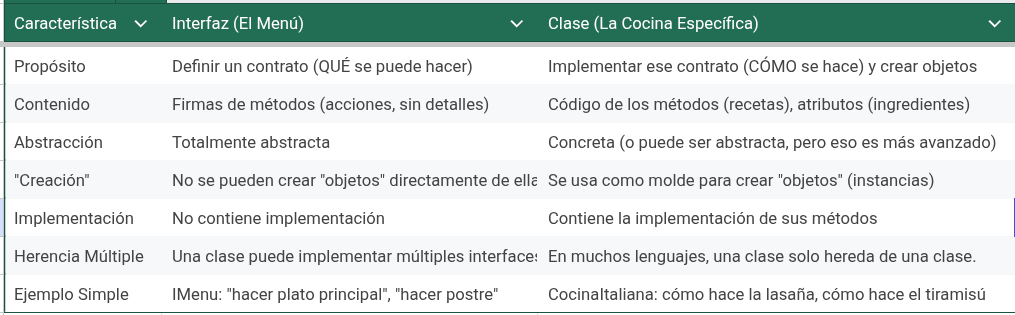 Característica Interfaz (El Menú) Clase (La Cocina Específica)
Propósito Definir un contrato (QUÉ se puede hacer) Implementar ese contrato (CÓMO se hace) y crear objetos
Contenido Firmas de métodos (acciones, sin detalles) Código de los métodos (recetas), atributos (ingredientes)
Abstracción Totalmente abstracta Concreta (o puede ser abstracta, pero eso es más avanzado)
"Creación" No se pueden crear "objetos" directamente de ella Se usa como molde para crear "objetos" (instancias)
Implementación No contiene implementación Contiene la implementación de sus métodos
Herencia Múltiple Una clase puede implementar múltiples interfaces En muchos lenguajes, una clase solo hereda de una clase.
Ejemplo Simple IMenu: "hacer plato principal", "hacer postre" CocinaItaliana: cómo hace la lasaña, cómo hace el tiramisú